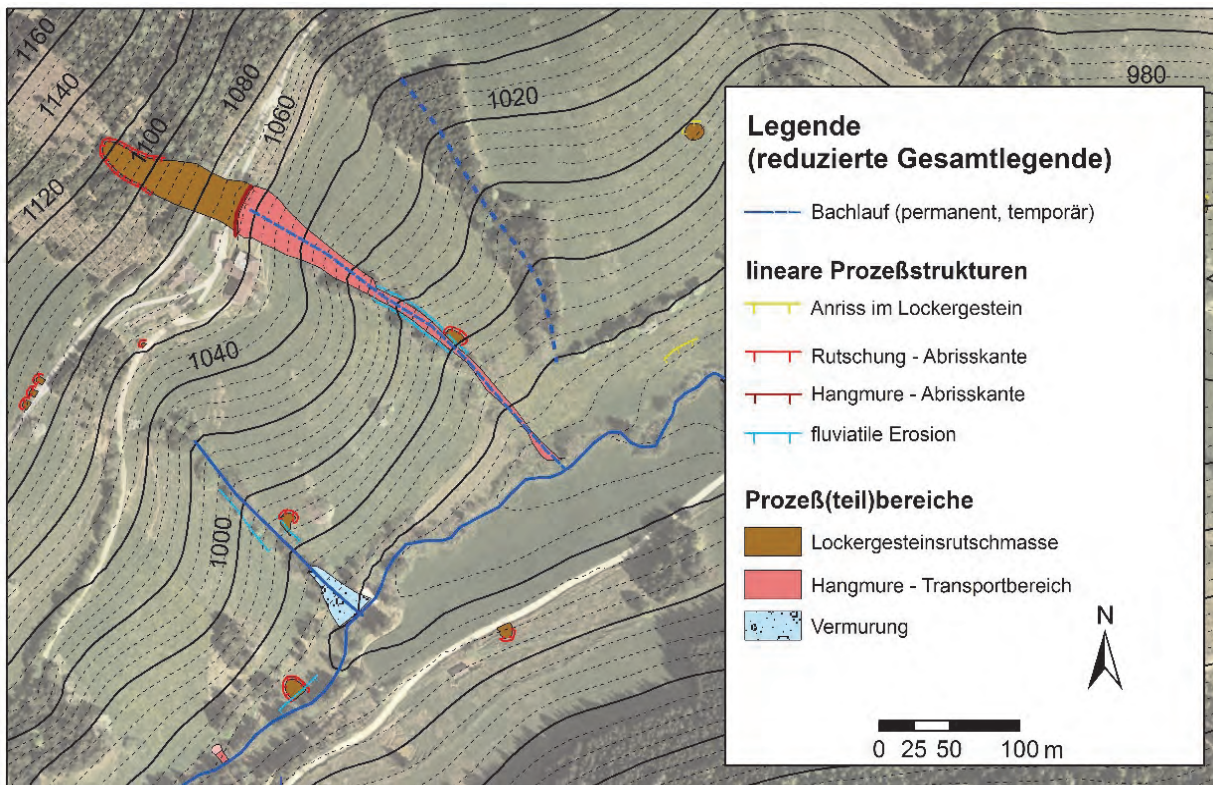 1160
1140
1120
1100
1080
1060
1040
1020
1000
980
Legende
(reduzierte Gesamtlegende)
Bachlauf (permanent, temporär)
lineare Prozeßstrukturen
Anriss im Lockergestein
Rutschung - Abrisskante
Hangmure - Abrisskante
fluviatile Erosion
Prozeß(teil)bereiche
Lockergesteinsrutschmasse
Hangmure - Transportbereich
Vermurung
N
0 25 50 100 m